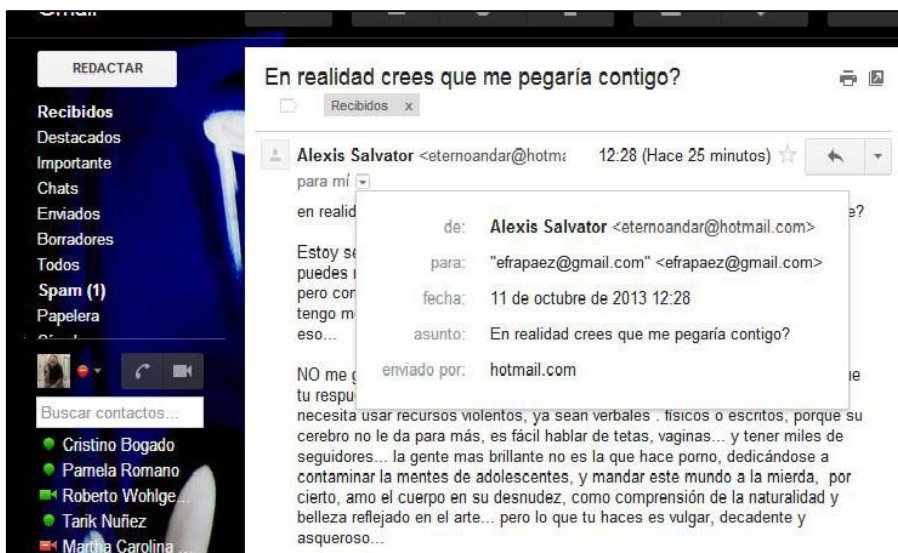 Gmail
REDACTAR
Recibidos
Destacados
Importante
Chats
Enviados
Borradores
Todos
Spam (1)
Papelera
Buscar contactos...
Cristino Bogado
Pamela Romano
Roberto Wohlge...
Tarik Nuñez
Martha Carolina
En realidad crees que me pegaría contigo?
Recibidos x
Alexis Salvator <eternoandar@hotma 12:28 (Hace 25 minutos)
para mí
en realid e?
Estoy se
puedes
pero con
tengo m
eso...
de: Alexis Salvator <eternoandar@hotmail.com>
para: "efrapaez@gmail.com" <efrapaez@gmail.com>
fecha: 11 de octubre de 2013 12:28
asunto: En realidad crees que me pegaría contigo?
enviado por: hotmail.com
NO me g ue
tu respu
necesita usar recursos violentos, ya sean verbales . físicos o escritos, porque su
cerebro no le da para más, es fácil hablar de tetas, vaginas... y tener miles de
seguidores... la gente mas brillante no es la que hace porno, dedicándose a
contaminar la mentes de adolescentes, y mandar este mundo a la mierda, por
cierto, amo el cuerpo en su desnudez, como comprensión de la naturalidad y
belleza reflejado en el arte... pero lo que tu haces es vulgar, decadente y
asqueroso...